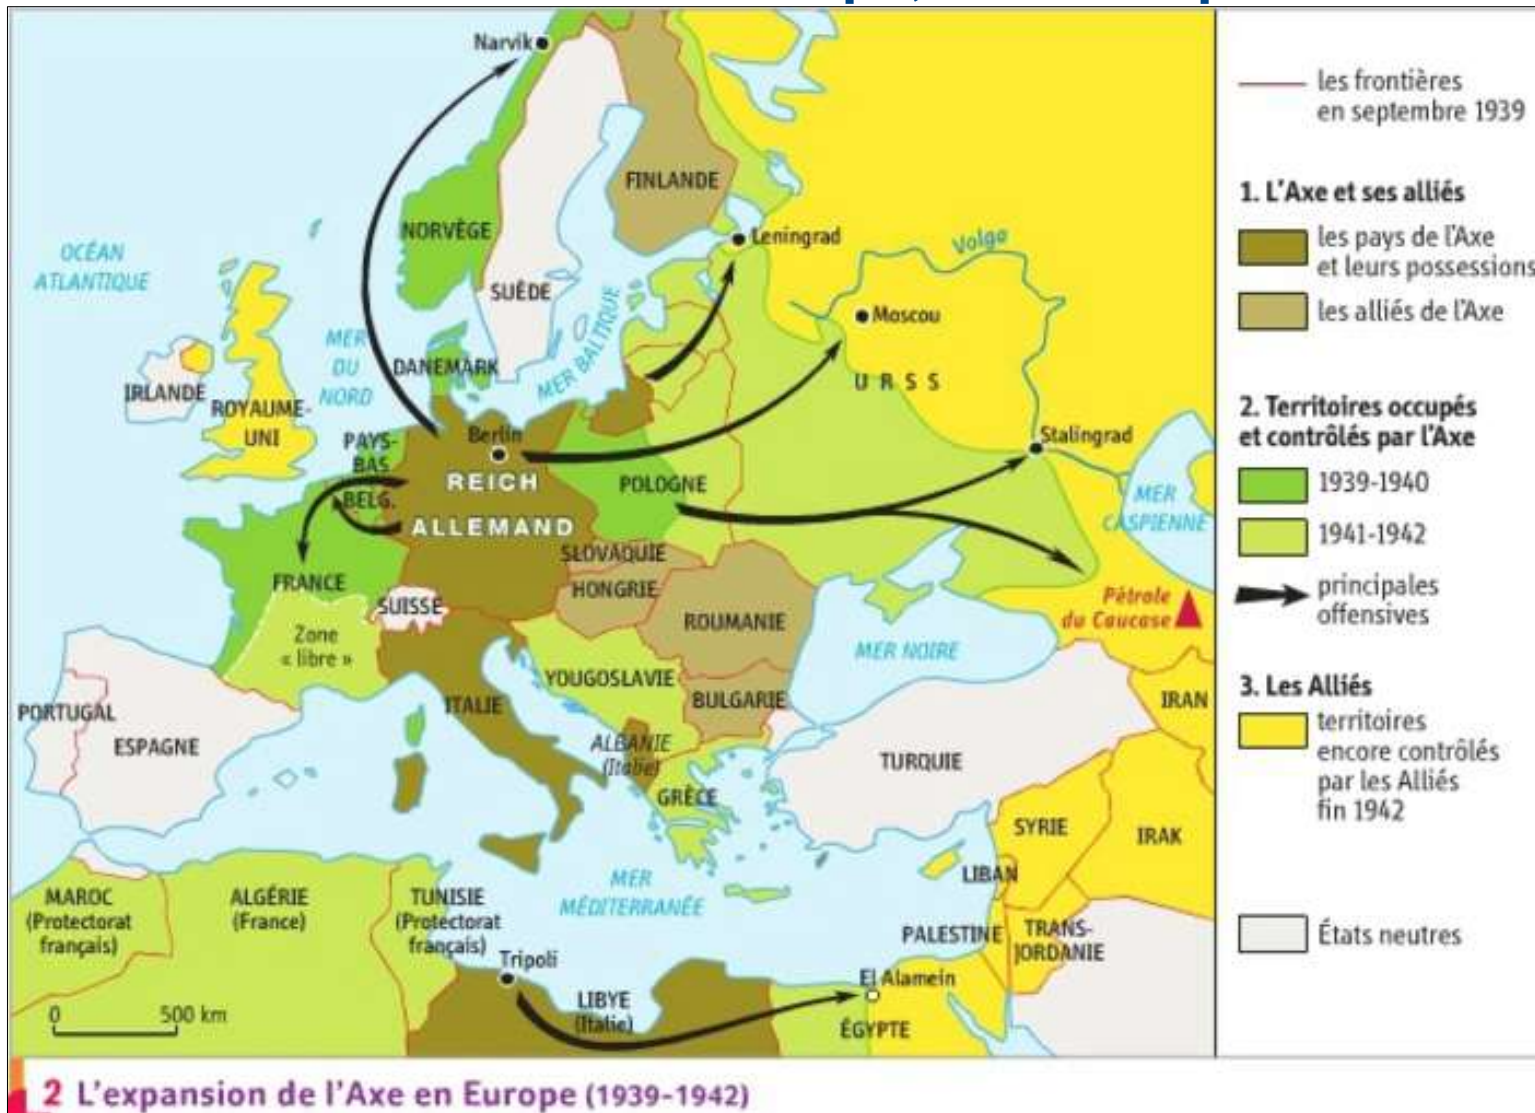 Narvik
FINLANDE
NORVÈGE
Leningrad
Volga
OCÉAN
ATLANTIQUE
SUÈDE
Moscou
MER
DU
NORD
DANEMARK
MER BALTIQUE
IRLANDE
ROYAUME-
UNI
U R S S
PAYS-
BAS
Berlin
Stalingrad
BELG.
REICH
ALLEMAND
POLOGNE
MER
CASPIENNE
SLOVAQUIE
FRANCE
HONGRIE
SUISSE
Pétrole
du Caucase
Zone
« libre »
ROUMANIE
MER NOIRE
YOUGOSLAVIE
BULGARIE
IRAN
PORTUGAL
ESPAGNE
ITALIE
ALBANIE
(Italie)
TURQUIE
GRÈCE
SYRIE
IRAK
LIBAN
MER
MÉDITERRANÉE
MAROC
(Protectorat
français)
ALGÉRIE
(France)
TUNISIE
(Protectorat
français)
PALESTINE
TRANS-
JORDANIE
Tripoli
El Alamein
LIBYE
(Italie)
ÉGYPTE
0 500 km
les frontières
en septembre 1939
1. L'Axe et ses alliés
les pays de l'Axe
et leurs possessions
les alliés de l'Axe
2. Territoires occupés
et contrôlés par l'Axe
1939-1940
1941-1942
principales
offensives
3. Les Alliés
territoires
encore contrôlés
par les Alliés
fin 1942
États neutres
2 L'expansion de l'Axe en Europe (1939-1942)